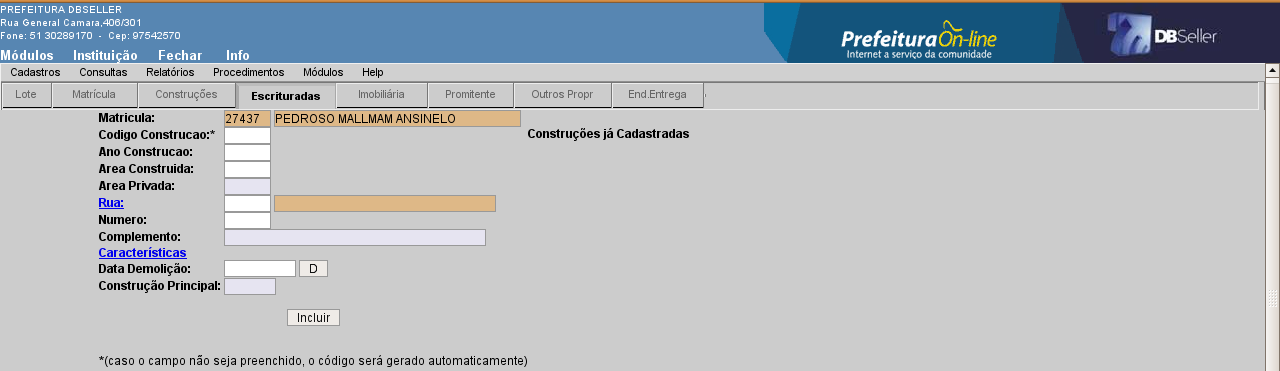 PREFEITURA DBSELLER
Rua General Camara,406/301
Fone: 51 30289170 - Cep: 97542570
Prefeitura On-line
Internet a serviço da comunidade
DBSeller
Módulos Instituição Fechar Info
Cadastros Consultas Relatórios Procedimentos Módulos Help
Lote Matrícula Construções Escrituradas Imobiliária Promitente Outros Propr End.Entrega
Matricula: 27437 PEDROSO MALLMAM ANSINELO
Codigo Construcao:* Construções já Cadastradas
Ano Construcao:
Area Construida:
Area Privada:
Rua:
Numero:
Complemento:
Características
Data Demolição: D
Construção Principal:
Incluir
*(caso o campo não seja preenchido, o código será gerado automaticamente)